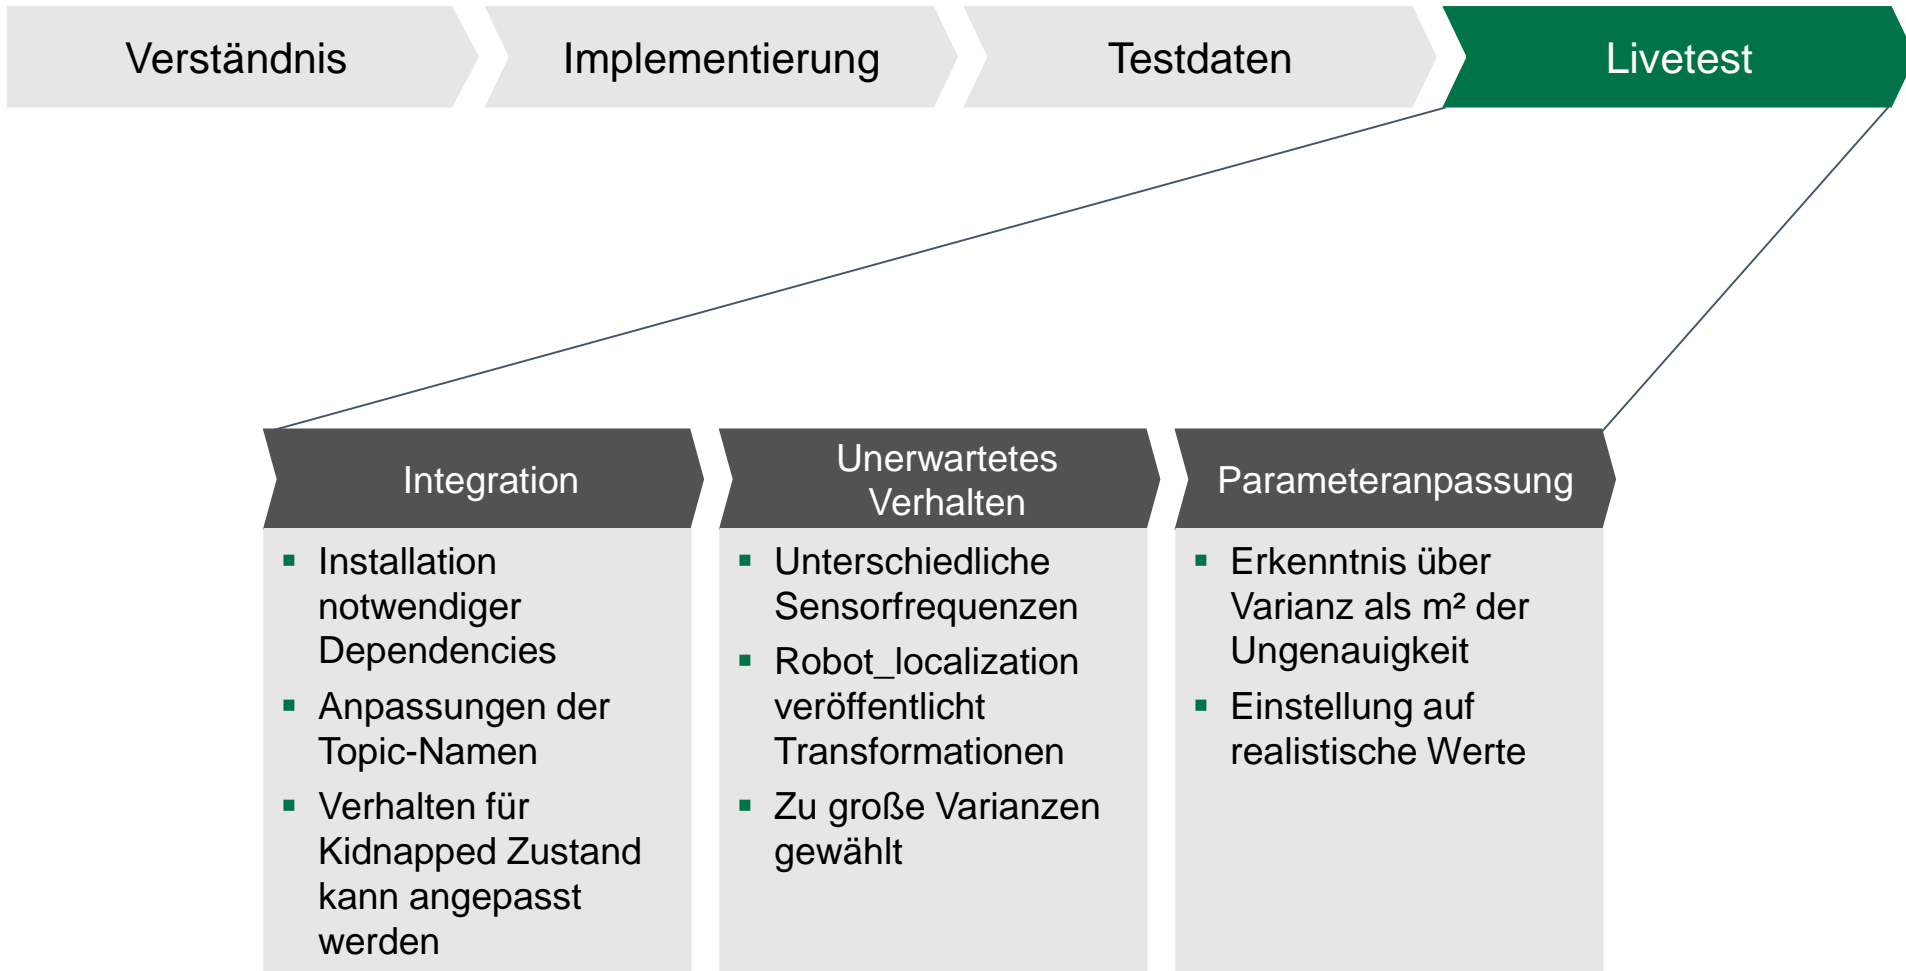 Verständnis
Implementierung
Testdaten
Livetest
Integration
Installation
notwendiger
Dependencies
Anpassungen der
Topic-Namen
Verhalten für
Kidnapped Zustand
kann angepasst
werden
Unerwartetes
Verhalten
Unterschiedliche
Sensorfrequenzen
Robot_localization
veröffentlicht
Transformationen
Zu große Varianzen
gewählt
Parameteranpassung
Erkenntnis über
Varianz als m² der
Ungenauigkeit
Einstellung auf
realistische Werte